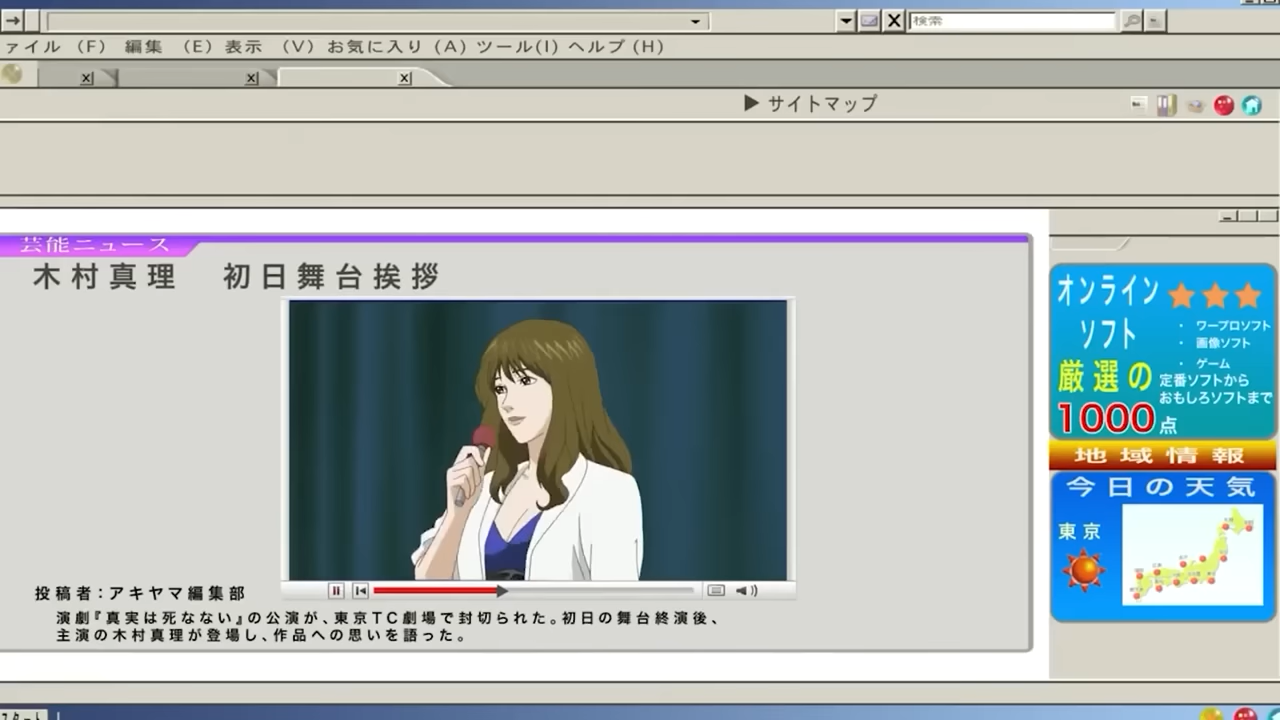 検索
ァイル (F) 編集 (E) 表示 (V) お気に入り (A) ツール(I) ヘルプ (H)
▶ サイトマップ
芸能ニュース
木村真理 初日舞台挨拶
投稿者：アキヤマ編集部
演劇『真実は死なない』の公演が、東京TC劇場で封切られた。初日の舞台終演後、
主演の木村真理が登場し、作品への思いを語った。
オンライン
ソフト
・ ワープロソフト
・ 画像ソフト
・ ゲーム
厳選の
1000点
定番ソフトから
おもしろソフトまで
地域情報
今日の天気
東京
スタート